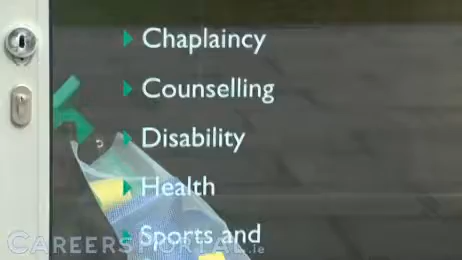 Chaplaincy
Counselling
Disability
Health
Sports and
CAREERSPORTAL.ie